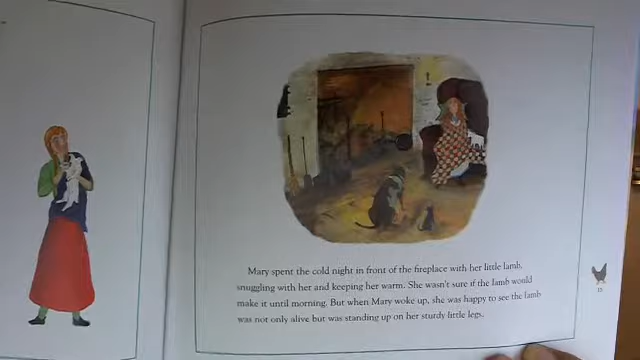 Mary spent the cold night in front of the fireplace with her little lamb,
snuggling with her and keeping her warm. She wasn't sure if the lamb would
make it until morning. But when Mary woke up, she was happy to see the lamb
was not only alive but was standing up on her sturdy little legs.